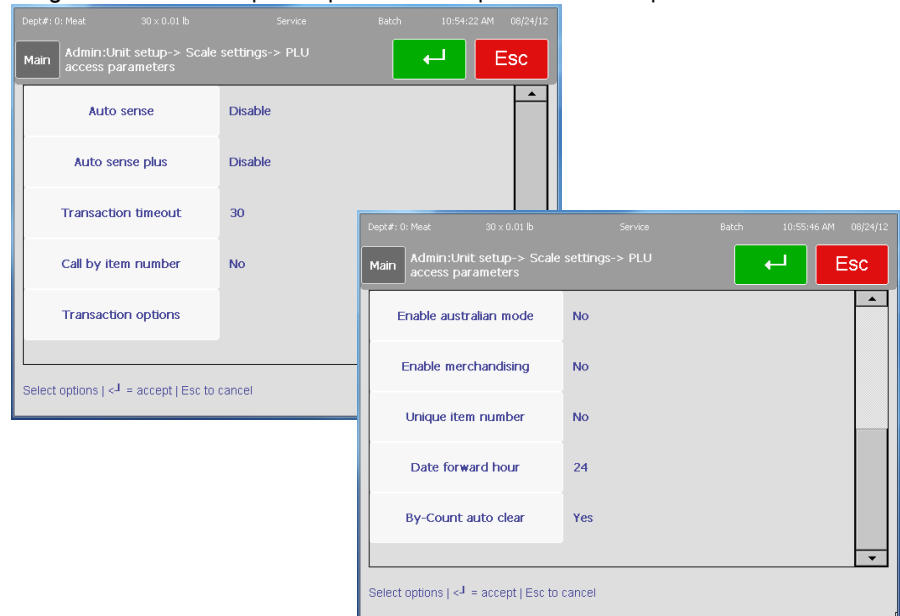 Dept#: 0: Meat 30 x 0.01 lb Service Batch 10:54:22 AM 08/24/12
Main Admin:Unit setup-> Scale settings-> PLU access parameters Esc
Auto sense Disable
Auto sense plus Disable
Transaction timeout 30
Call by item number No
Transaction options
Select options | <┘ = accept | Esc to cancel
Dept#: 0: Meat 30 x 0.01 lb Service Batch 10:55:46 AM 08/24/12
Main Admin:Unit setup-> Scale settings-> PLU access parameters Esc
Enable australian mode No
Enable merchandising No
Unique item number No
Date forward hour 24
By-Count auto clear Yes
Select options | <┘ = accept | Esc to cancel